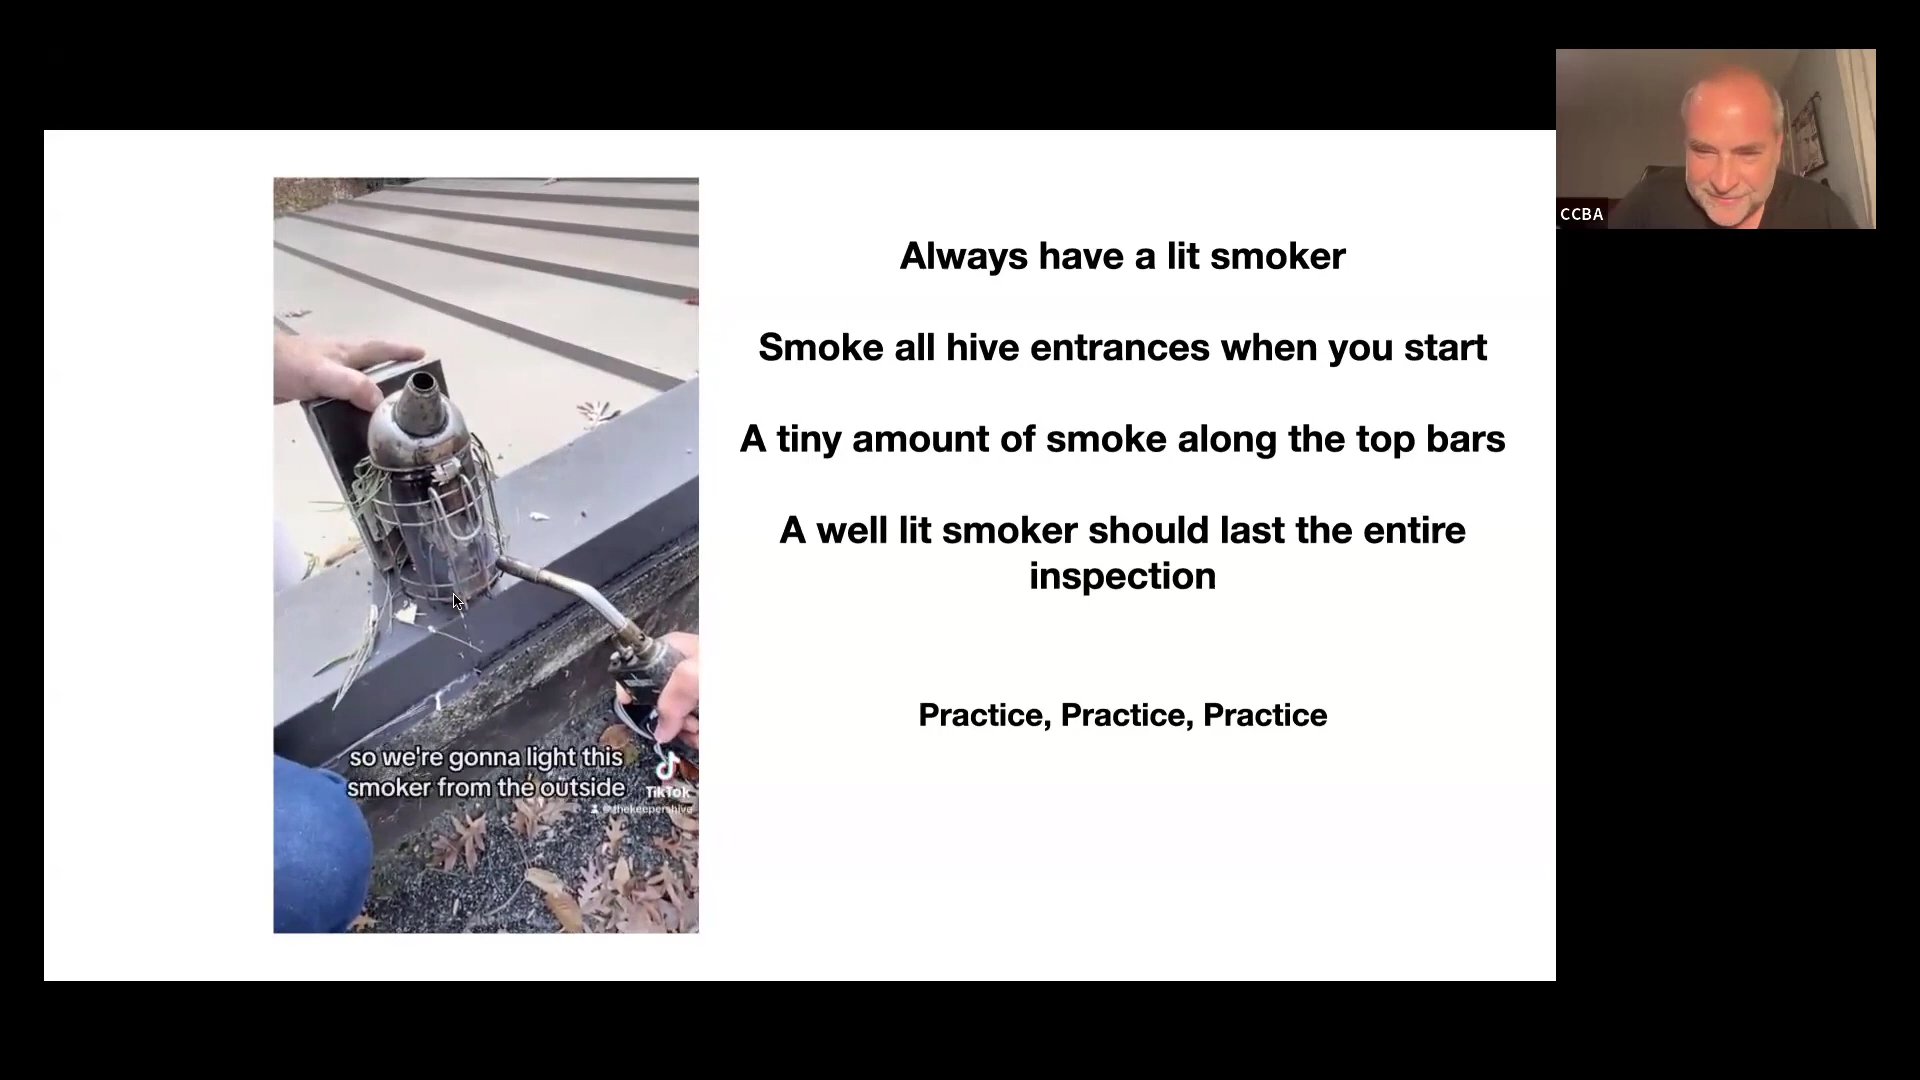 CCBA
Always have a lit smoker
Smoke all hive entrances when you start
A tiny amount of smoke along the top bars
A well lit smoker should last the entire
inspection
Practice, Practice, Practice
so we're gonna light this
smoker from the outside
TikTok
@thekeepershive